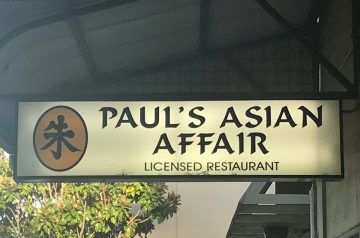 朱
PAUL'S ASIAN
AFFAIR
LICENSED RESTAURANT